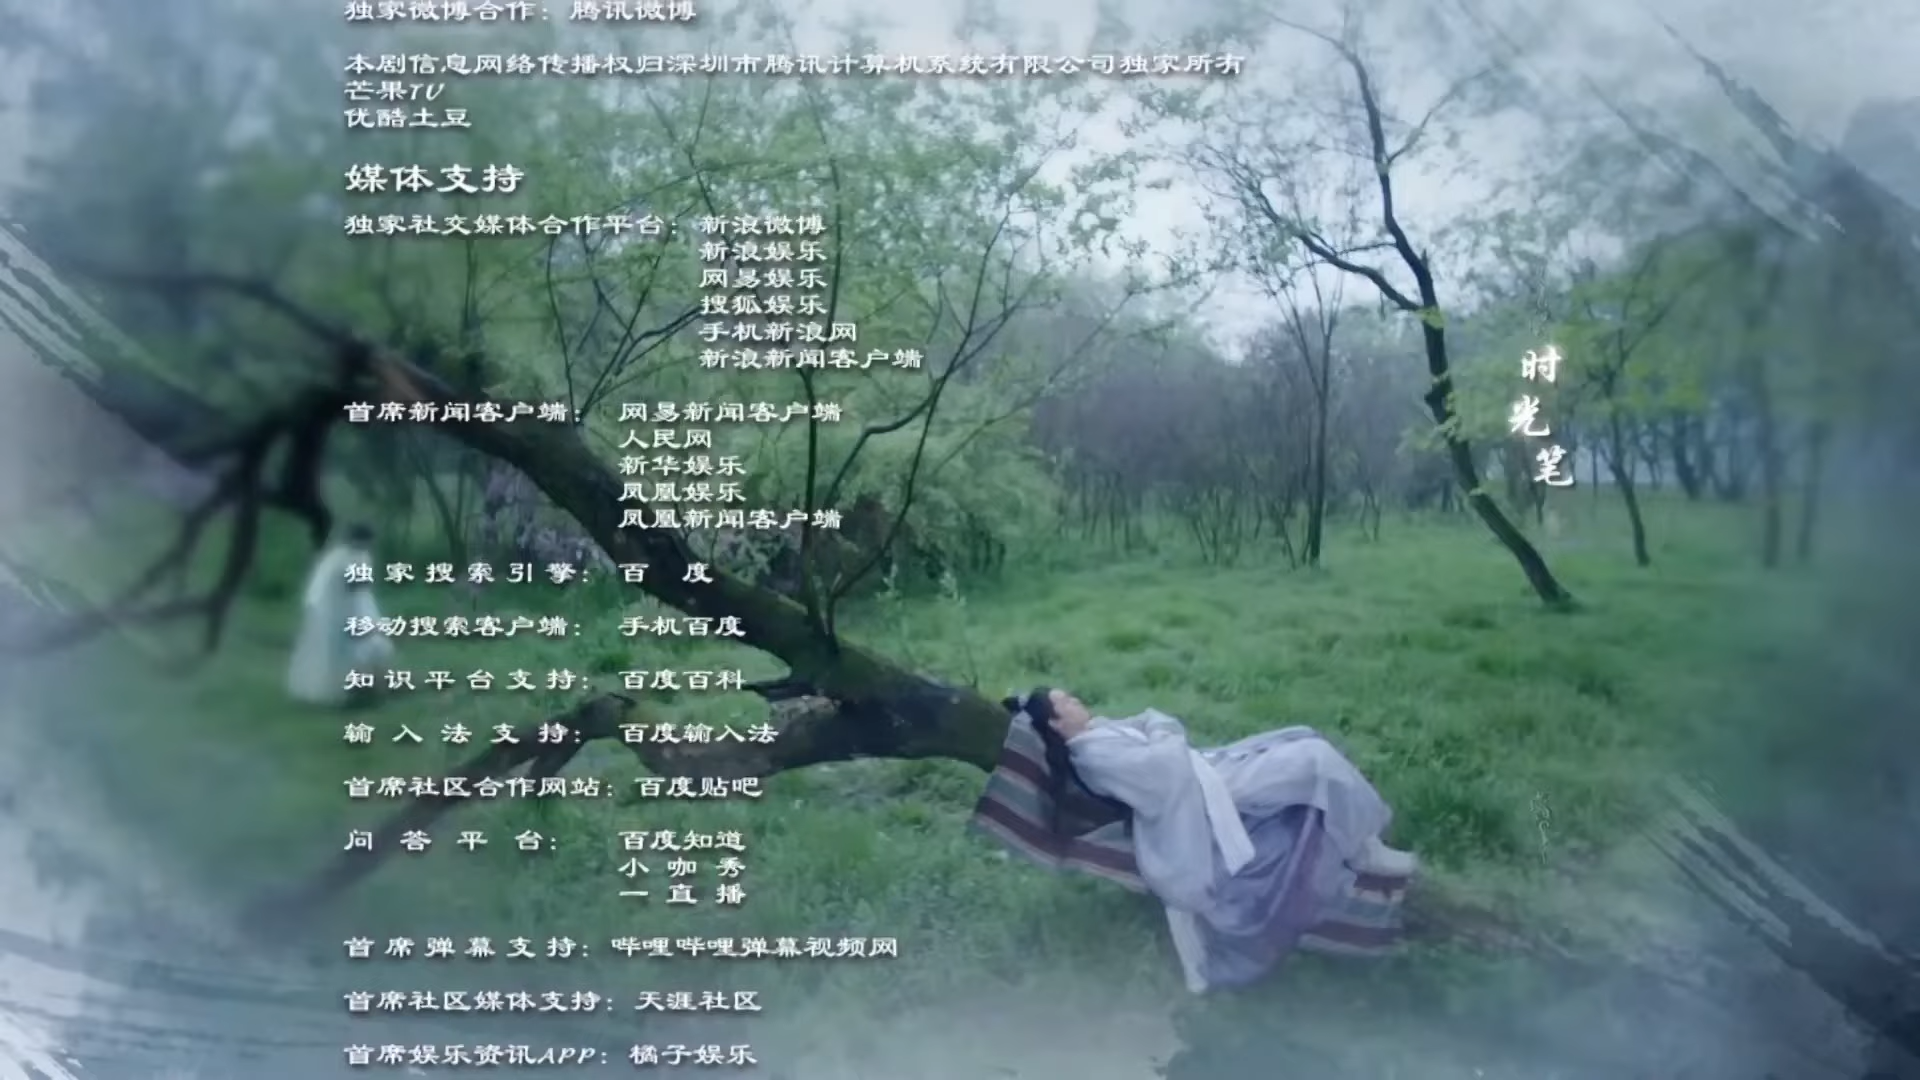 独家微博合作：腾讯微博
本剧信息网络传播权归深圳市腾讯计算机系统有限公司独家所有
芒果TV
优酷土豆
媒体支持
独家社交媒体合作平台：新浪微博
新浪娱乐
网易娱乐
搜狐娱乐
手机新浪网
新浪新闻客户端
首席新闻客户端： 网易新闻客户端
人民网
新华娱乐
凤凰娱乐
凤凰新闻客户端
独家搜索引擎： 百 度
移动搜索客户端： 手机百度
知识平台支持： 百度百科
输入法支持： 百度输入法
首席社区合作网站： 百度贴吧
问答平台： 百度知道
小咖秀
一直播
首席弹幕支持：哔哩哔哩弹幕视频网
首席社区媒体支持： 天涯社区
首席娱乐资讯APP： 橘子娱乐
时光笔